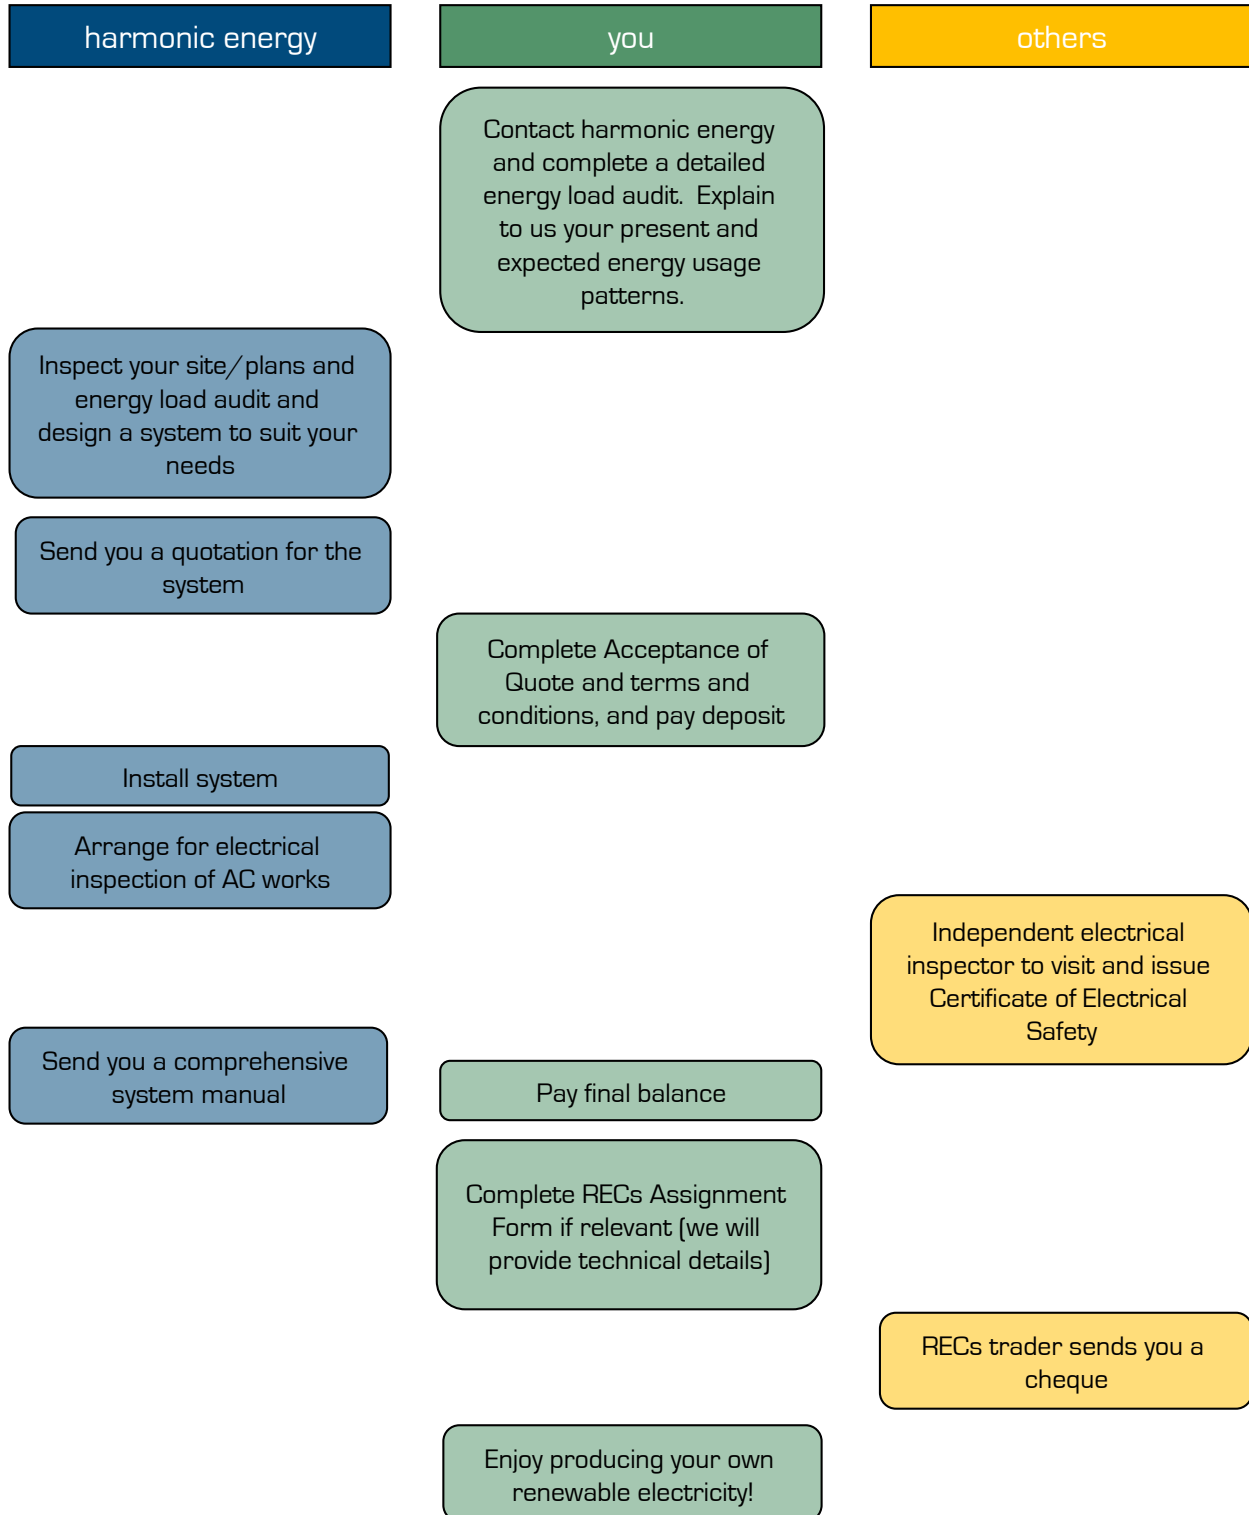 harmonic energy
you
others
Contact harmonic energy
and complete a detailed
energy load audit.  Explain
to us your present and
expected energy usage
patterns.
Inspect your site/plans and
energy load audit and
design a system to suit your
needs
Send you a quotation for the
system
Complete Acceptance of
Quote and terms and
conditions, and pay deposit
Install system
Arrange for electrical
inspection of AC works
Independent electrical
inspector to visit and issue
Certificate of Electrical
Safety
Send you a comprehensive
system manual
Pay final balance
Complete RECs Assignment
Form if relevant (we will
provide technical details)
RECs trader sends you a
cheque
Enjoy producing your own
renewable electricity!